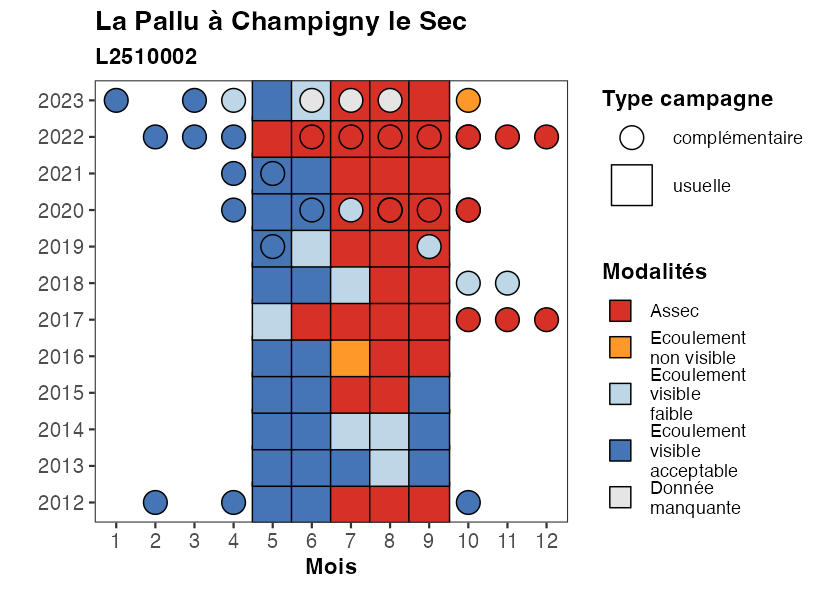 La Pallu à Champigny le Sec
L2510002
2023
2022
2021
2020
2019
2018
2017
2016
2015
2014
2013
2012
1 2 3 4 5 6 7 8 9 10 11 12
Mois
Type campagne
complémentaire
usuelle
Modalités
Assec
Ecoulement
non visible
Ecoulement
visible
faible
Ecoulement
visible
acceptable
Donnée
manquante